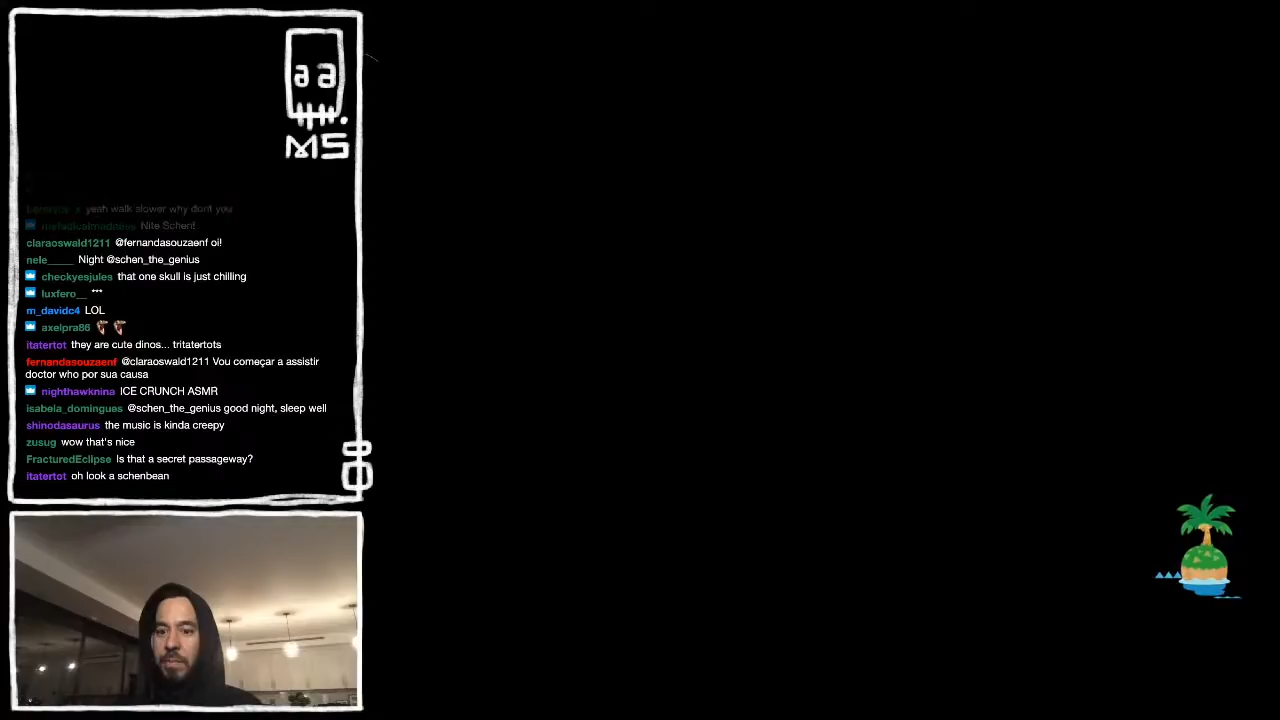 aa
MS
yeah walk slower why dont you
Nite Schen!
claraoswald1211 @fernandasouzaenf oi!
nele_____ Night @schen_the_genius
checkyesjules that one skull is just chilling
luxfero__ ***
m_davidc4 LOL
axelpra86
itatertot they are cute dinos... tritatertots
fernandasouzaenf @claraoswald1211 Vou começar a assistir
doctor who por sua causa
nighthawknina ICE CRUNCH ASMR
isabela_domingues @schen_the_genius good night, sleep well
shinodasaurus the music is kinda creepy
zusug wow that's nice
FracturedEclipse Is that a secret passageway?
itatertot oh look a schenbean